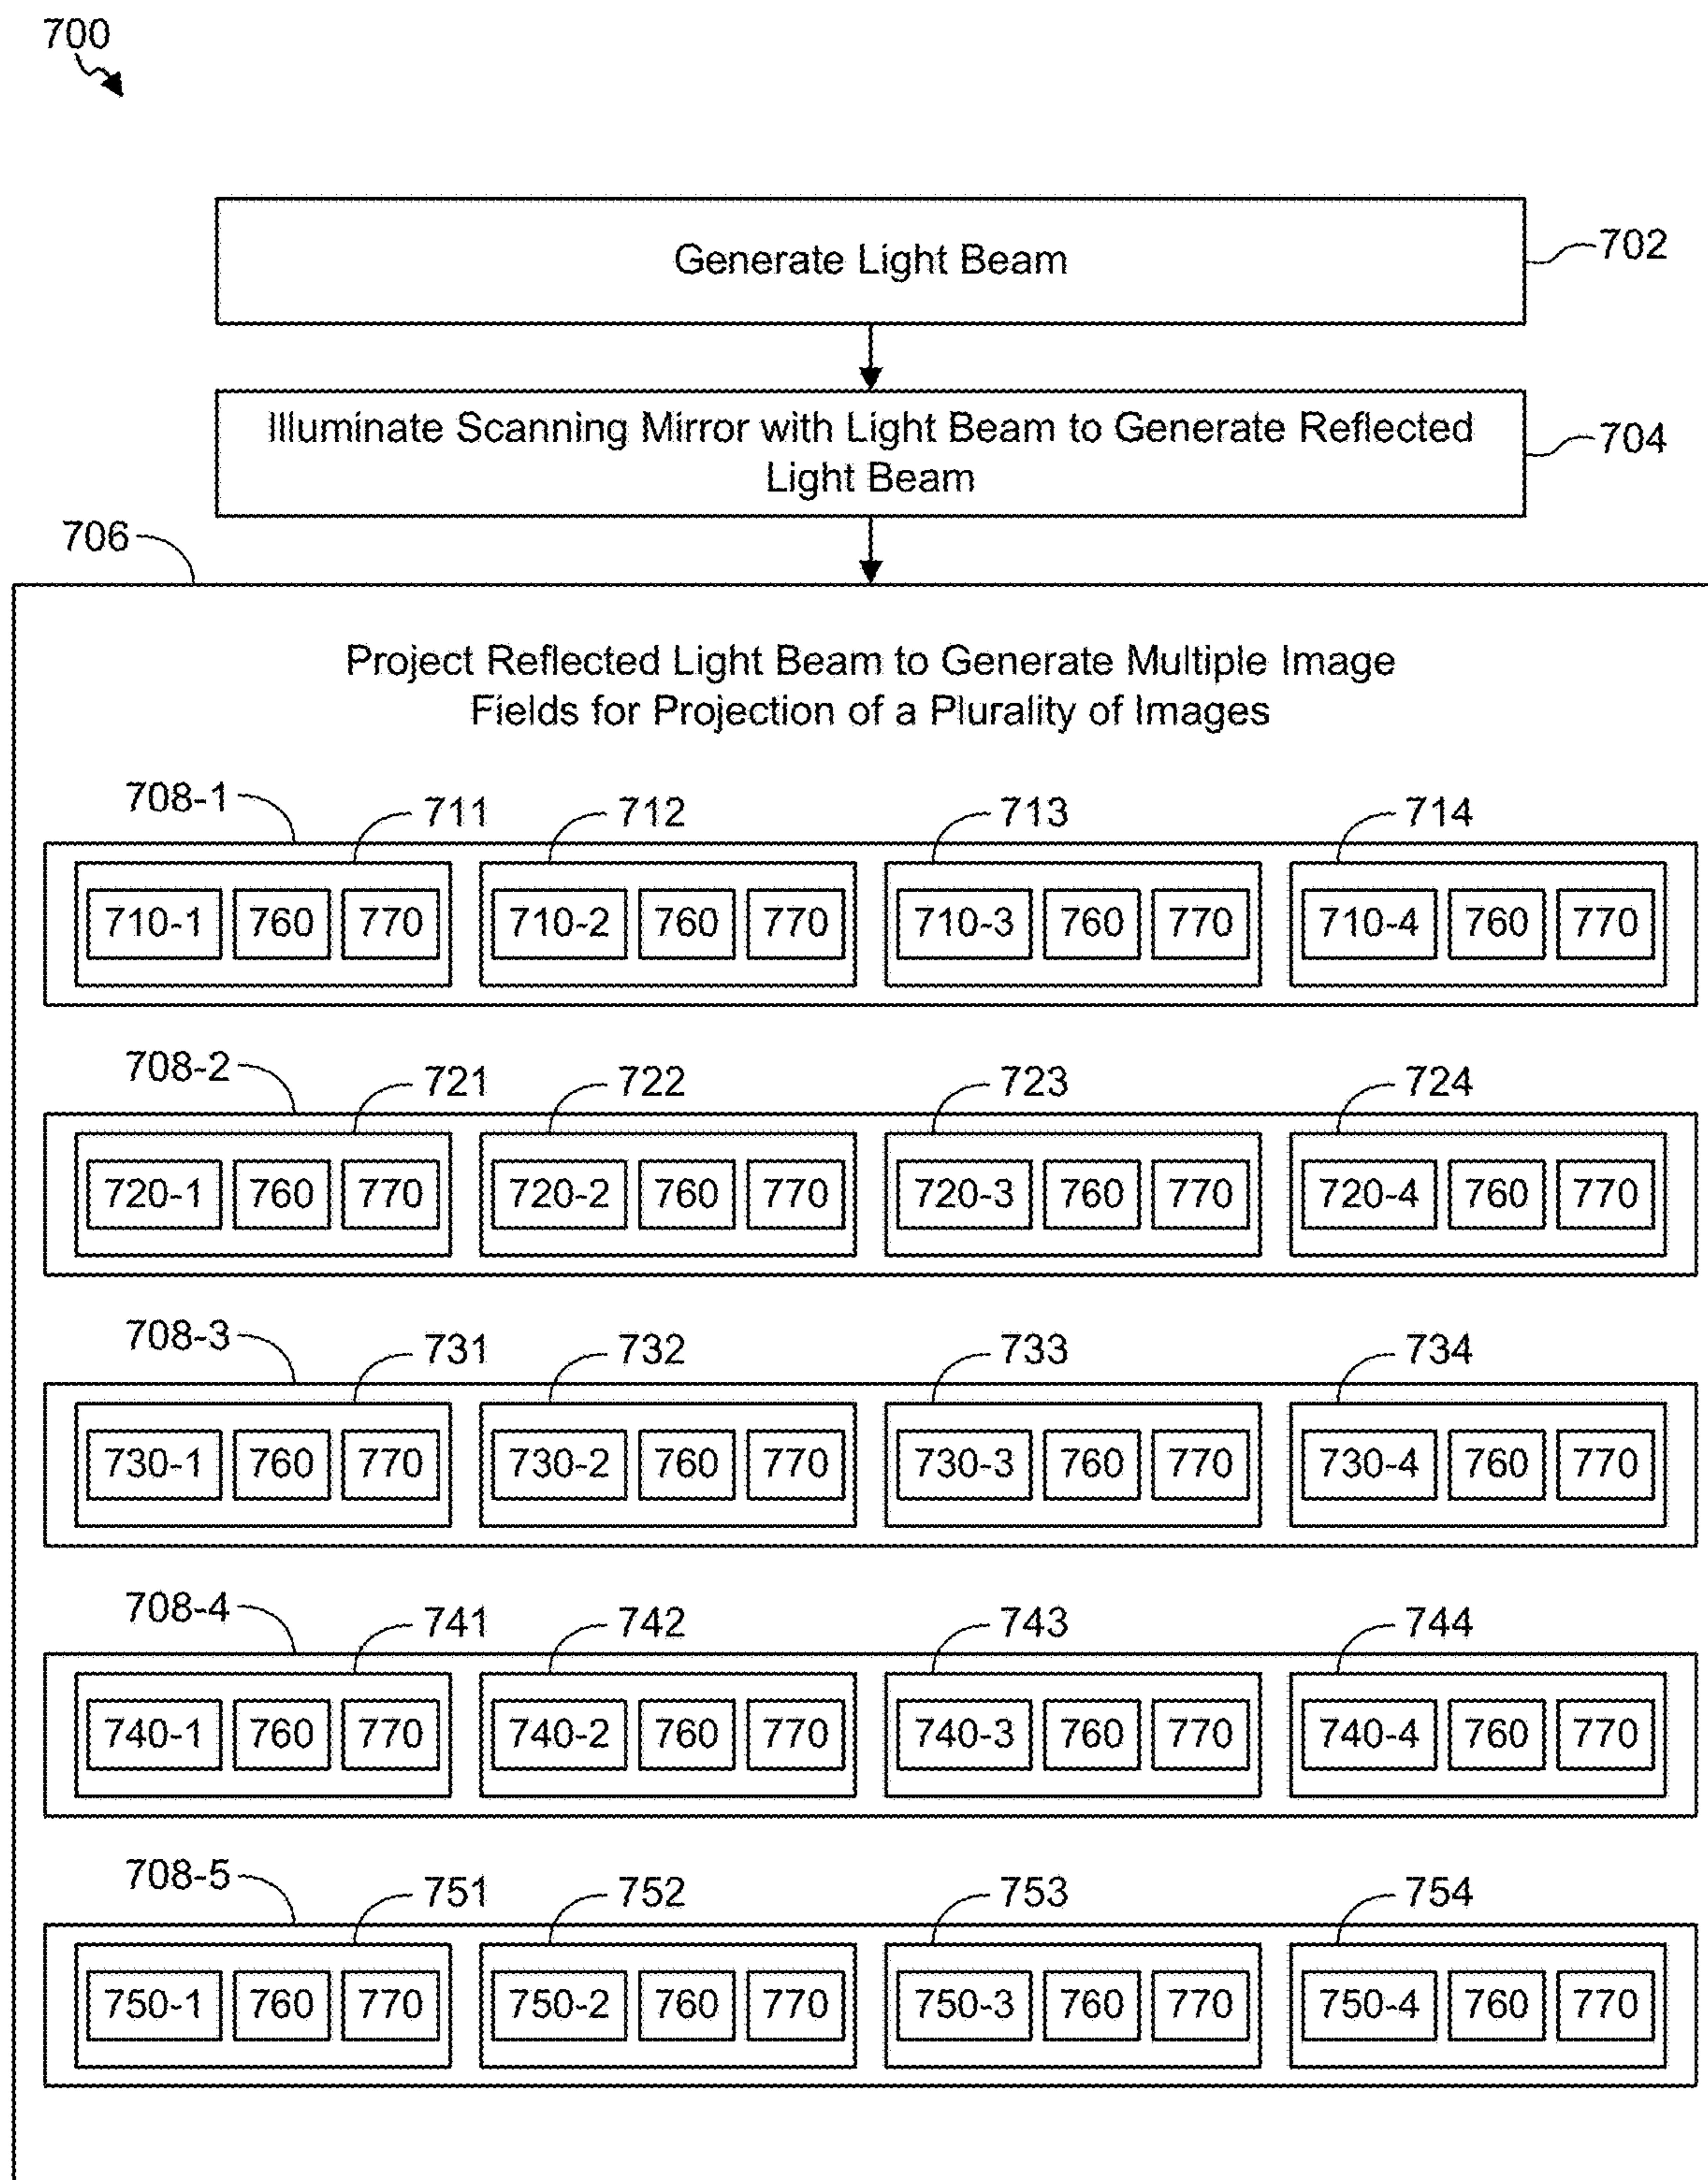 700
Generate Light Beam
702
Illuminate Scanning Mirror with Light Beam to Generate Reflected
Light Beam
704
706
Project Reflected Light Beam to Generate Multiple Image
Fields for Projection of a Plurality of Images
708-1 711 712 713 714
710-1 760 770 710-2 760 770 710-3 760 770 710-4 760 770
708-2 721 722 723 724
720-1 760 770 720-2 760 770 720-3 760 770 720-4 760 770
708-3 731 732 733 734
730-1 760 770 730-2 760 770 730-3 760 770 730-4 760 770
708-4 741 742 743 744
740-1 760 770 740-2 760 770 740-3 760 770 740-4 760 770
708-5 751 752 753 754
750-1 760 770 750-2 760 770 750-3 760 770 750-4 760 770